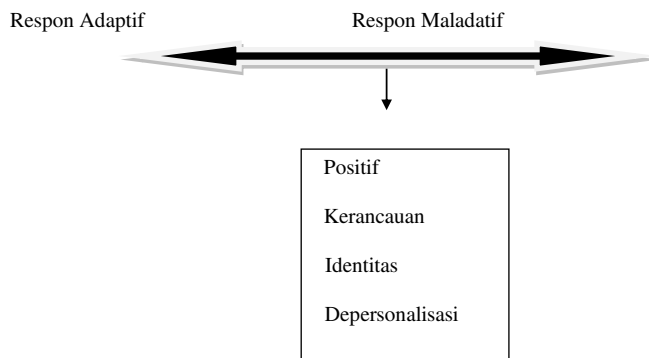 Respon Adaptif Respon Maladatif
Positif
Kerancauan
Identitas
Depersonalisasi